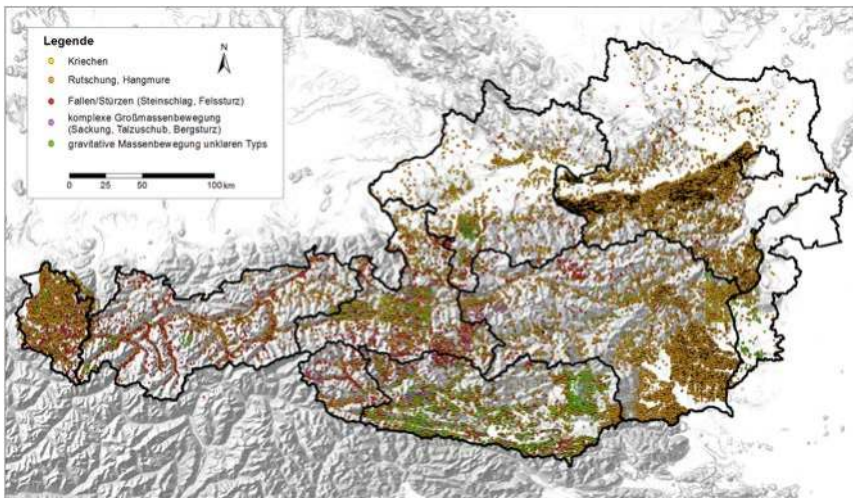 Legende
N
Kriechen
Rutschung, Hangmure
Fallen/Stürzen (Steinschlag, Felssturz)
komplexe Großmassenbewegung
(Sackung, Talzuschub, Bergsturz)
gravitative Massenbewegung unklaren Typs
0 25 50 100 km